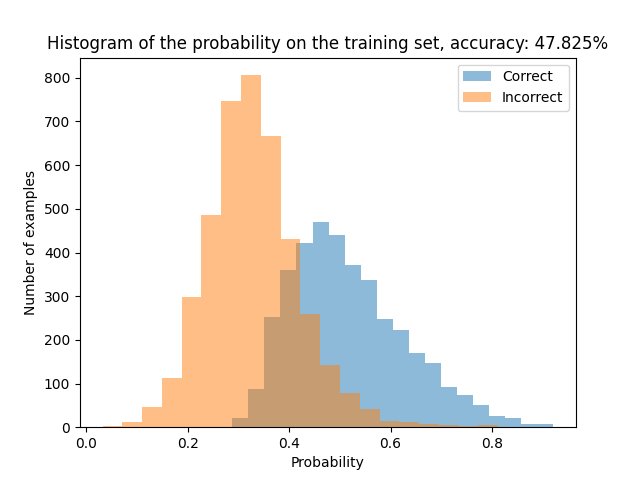 Histogram of the probability on the training set, accuracy: 47.825%
Correct
Incorrect
800
700
600
500
400
300
200
100
0
Number of examples
0.0 0.2 0.4 0.6 0.8
Probability